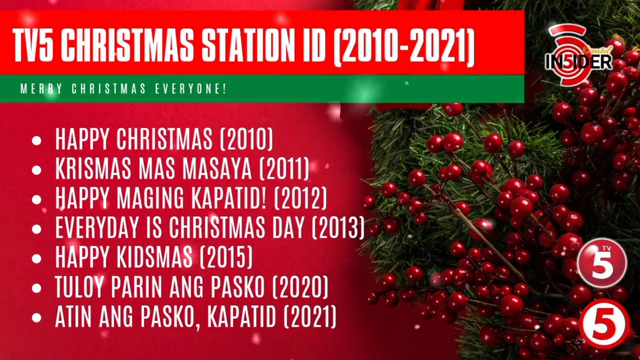 TV5 CHRISTMAS STATION ID (2010-2021)
MERRY CHRISTMAS EVERYONE!
• HAPPY CHRISTMAS (2010)
• KRISMAS MAS MASAYA (2011)
• HAPPY MAGING KAPATID! (2012)
• EVERYDAY IS CHRISTMAS DAY (2013)
• HAPPY KIDSMAS (2015)
• TULOY PARIN ANG PASKO (2020)
• ATIN ANG PASKO, KAPATID (2021)
IN5IDER
TV
5
5